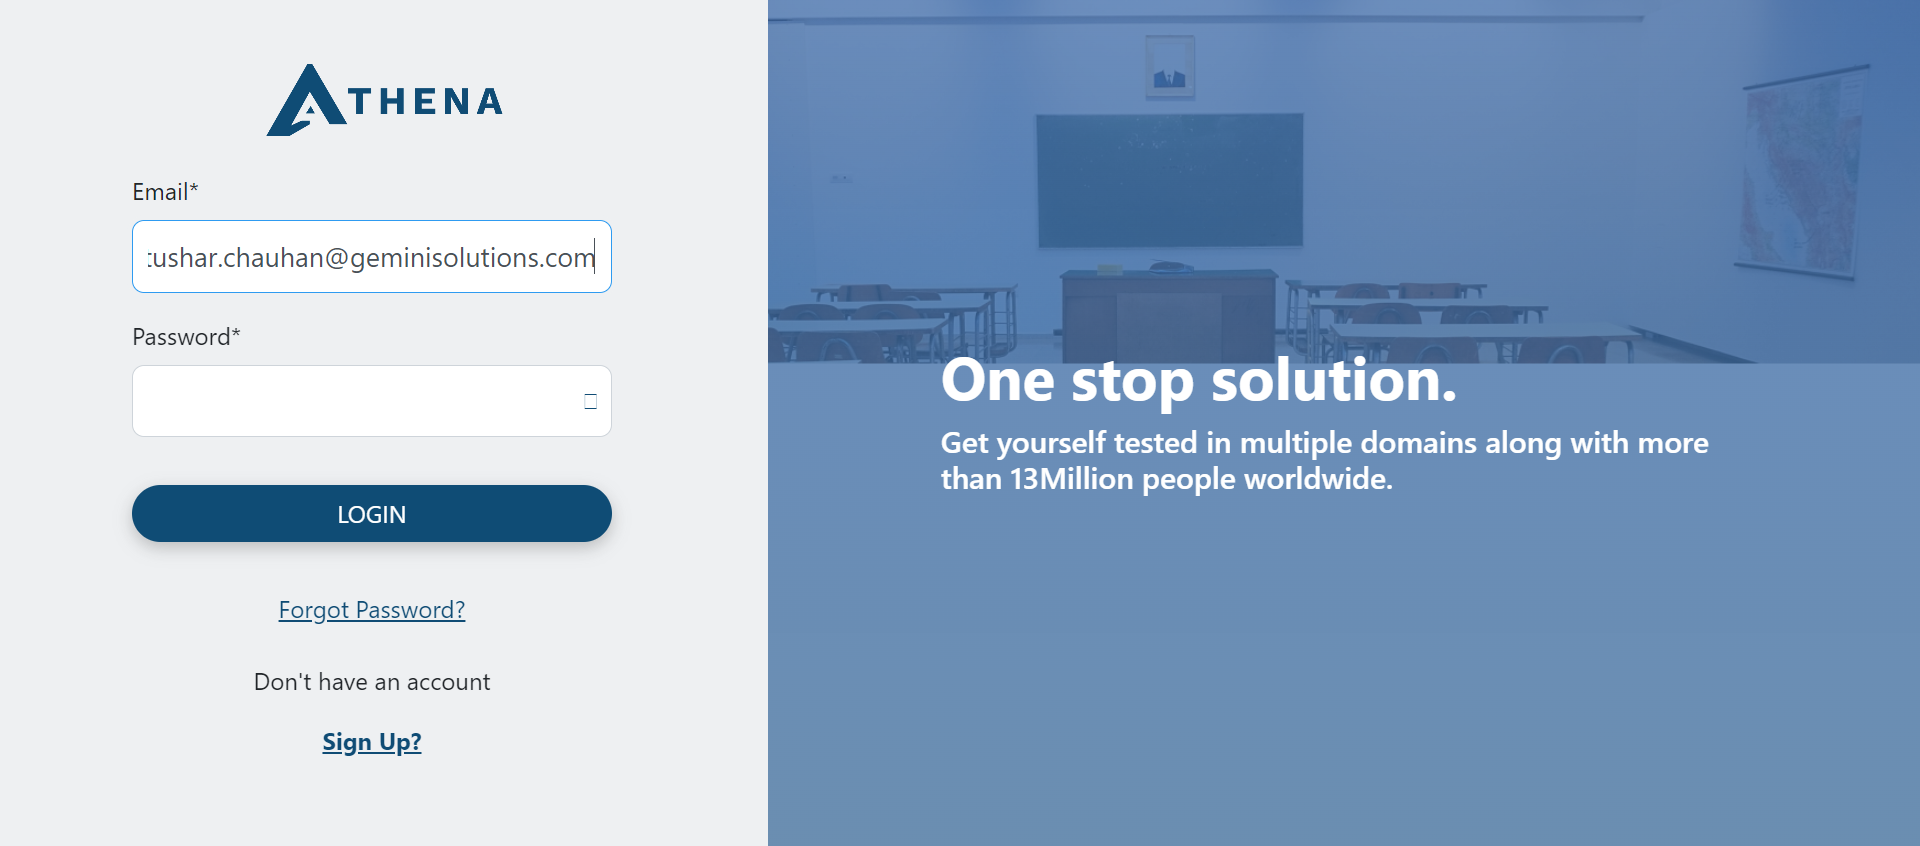 ATHENA
Email*
tushar.chauhan@geminisolutions.com
Password*
LOGIN
Forgot Password?
Don't have an account
Sign Up?
One stop solution.
Get yourself tested in multiple domains along with more
than 13Million people worldwide.